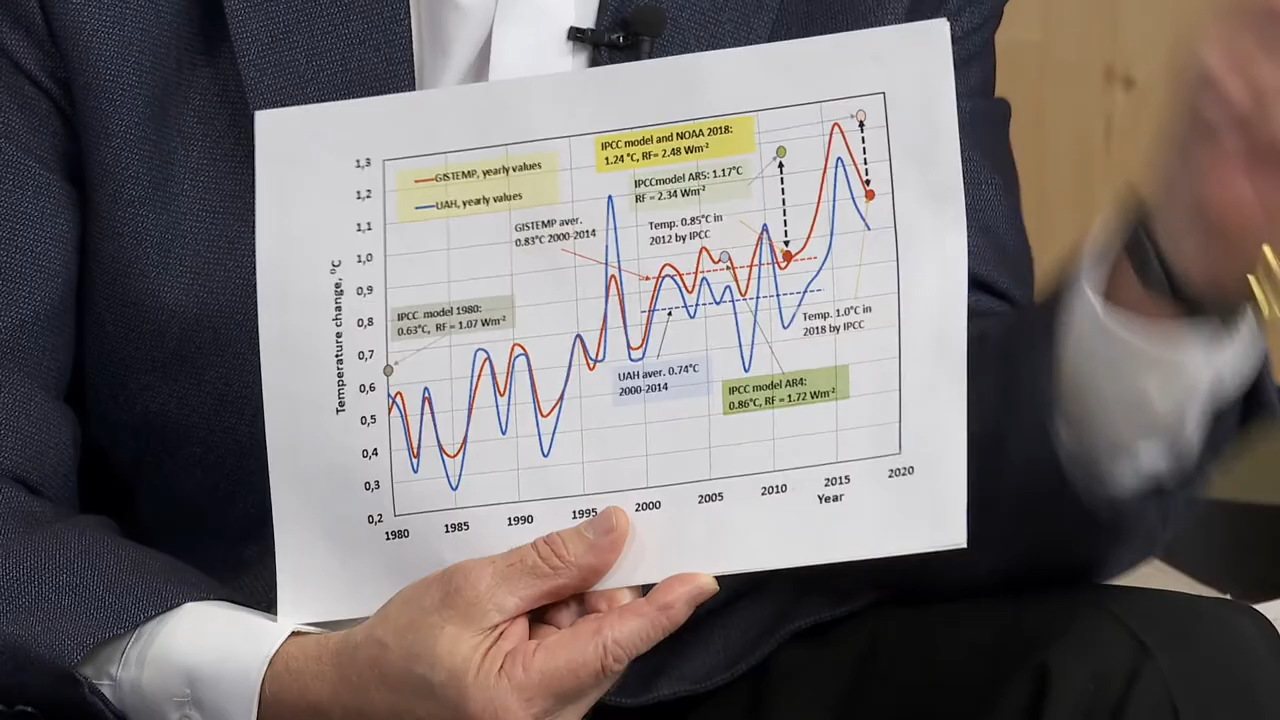 IPCC model and NOAA 2018:
1.24 °C, RF= 2.48 Wm-2
GISTEMP, yearly values
UAH, yearly values
IPCCmodel AR5: 1.17°C
RF = 2.34 Wm-2
GISTEMP aver.
0.83°C 2000-2014
Temp. 0.85°C in
2012 by IPCC
IPCC model 1980:
0.63°C, RF = 1.07 Wm-2
Temp. 1.0°C in
2018 by IPCC
UAH aver. 0.74°C
2000-2014
IPCC model AR4:
0.86°C, RF = 1.72 Wm-2
Temperature change, °C
1,3
1,2
1,1
1,0
0,9
0,8
0,7
0,6
0,5
0,4
0,3
0,2
1980 1985 1990 1995 2000 2005 2010 2015 2020
Year